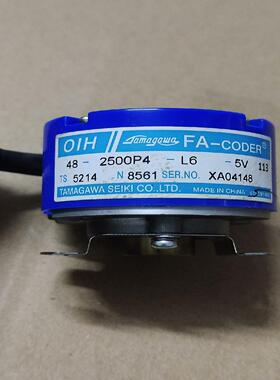 OIH Tamagawa FA-CODER®
48 - 2500P4 - L6 - 5V 113
TS. 5214 N 8561 SER.NO. XA04148
TAMAGAWA SEIKI CO.,LTD. MADE IN CHINA